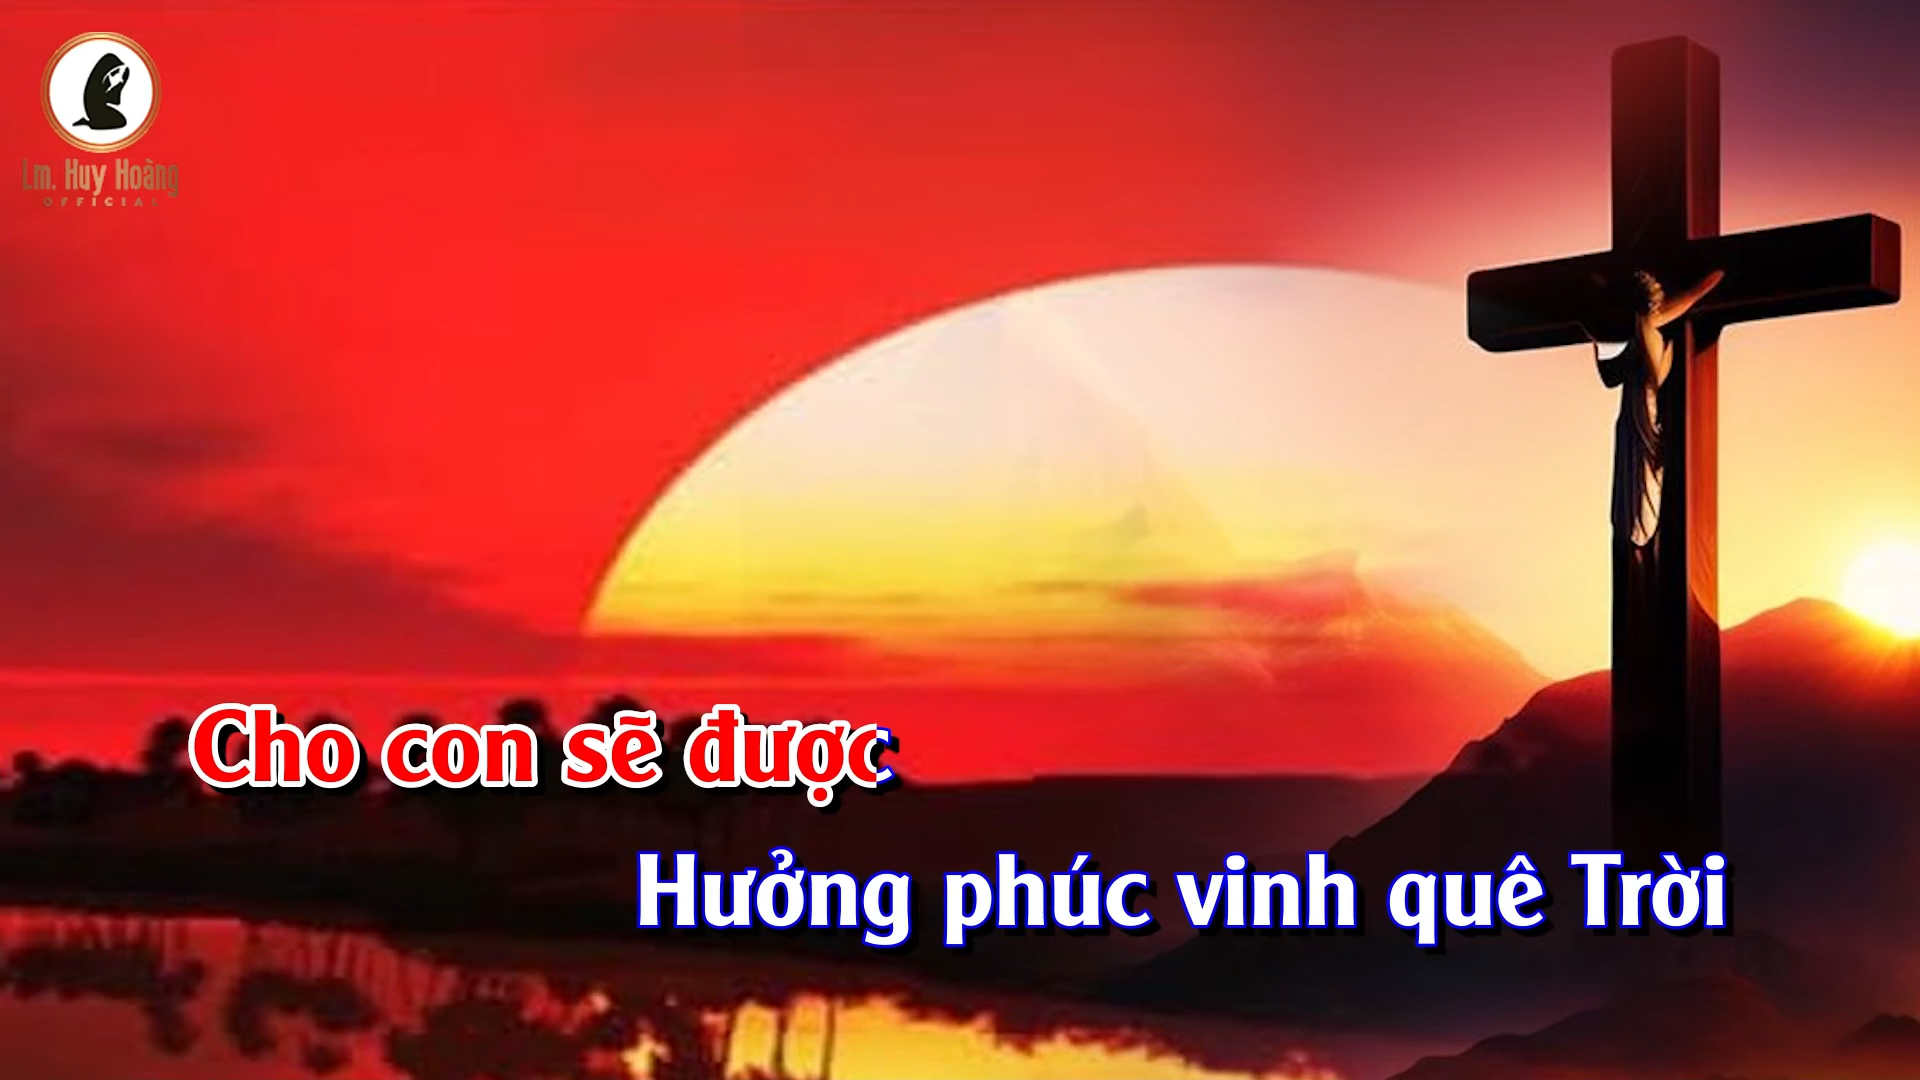 Lm. Huy Hoàng
OFFICIAL
Cho con sẽ được
Hưởng phúc vinh quê Trời